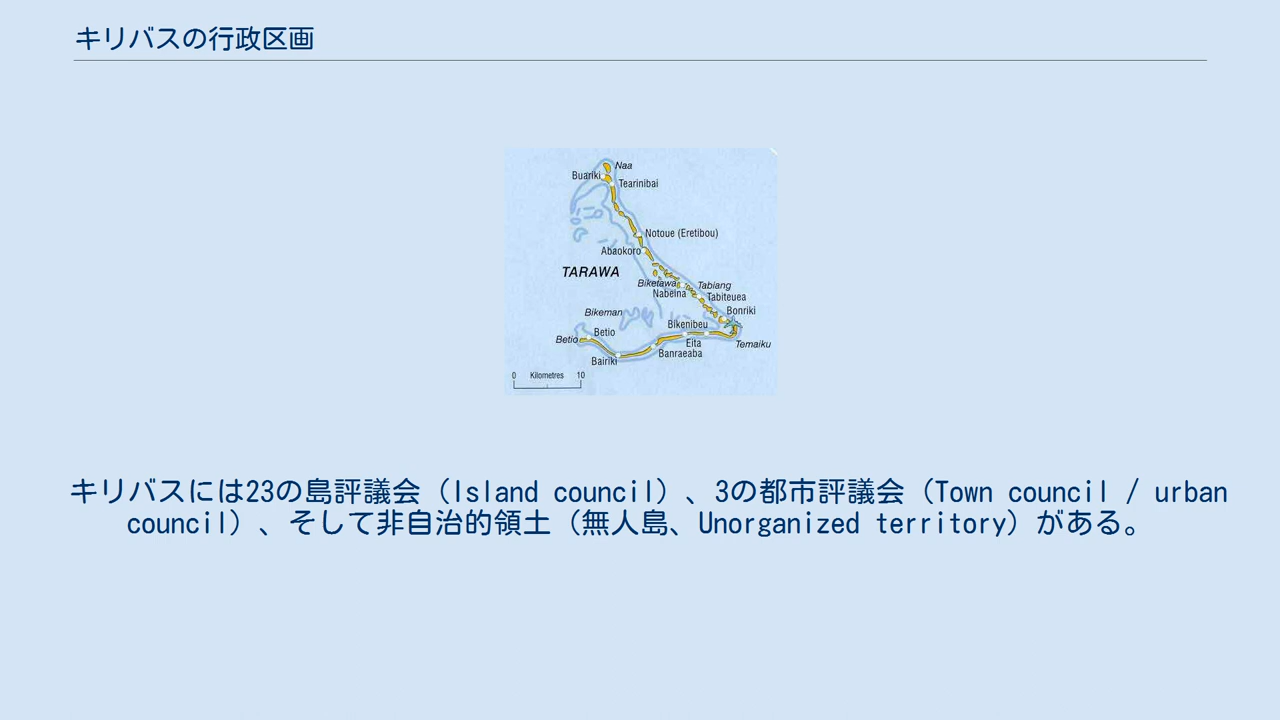 キリバスの行政区画
Naa
Buariki
Tearinibai
Notoue (Eretibou)
Abaokoro
TARAWA
Biketawa
Tabiang
Nabeina
Tabiteuea
Bikeman
Bonriki
Bikenibeu
Betio
Betio
Eita
Temaiku
Banraeaba
Bairiki
0 Kilometres 10
キリバスには23の島評議会（Island council）、3の都市評議会（Town council / urban
council）、そして非自治的領土（無人島、Unorganized territory）がある。